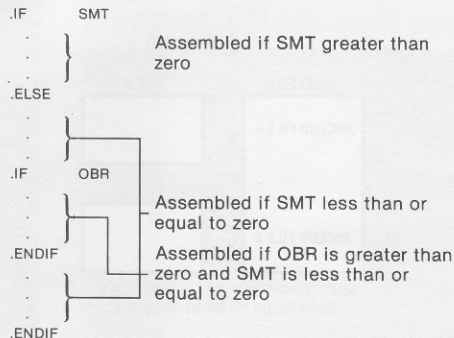 .IF SMT
.
. Assembled if SMT greater than
. zero
.ELSE
.
.
.
.IF OBR
.
. Assembled if SMT less than or
. equal to zero
.ENDIF Assembled if OBR is greater than
. zero and SMT is less than or
. equal to zero
.
.ENDIF